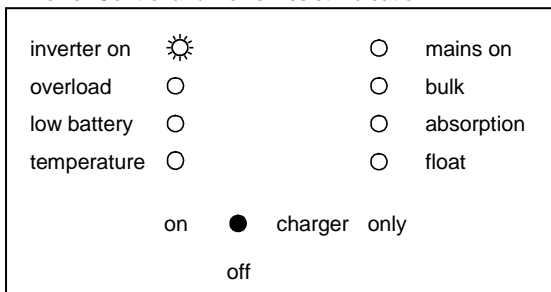 inverter on mains on
overload bulk
low battery absorption
temperature float
on charger only
off